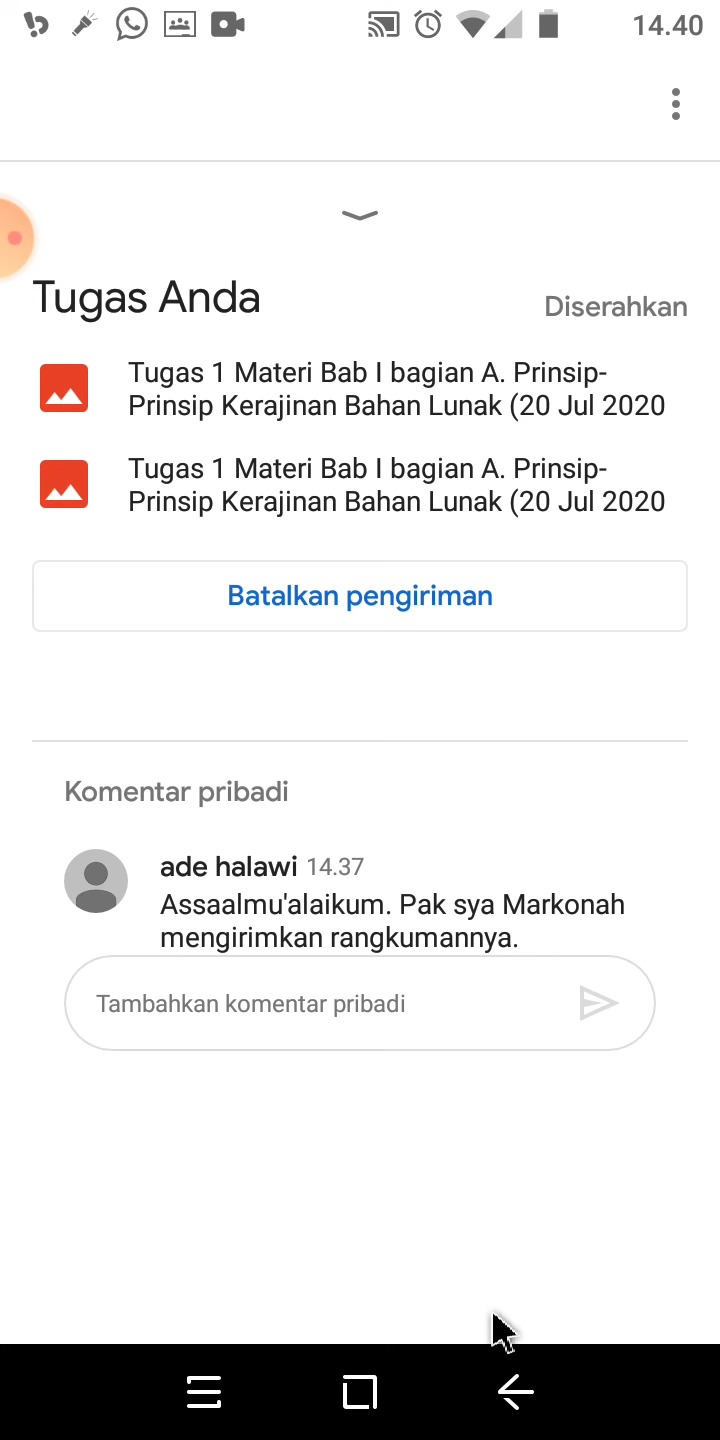 14.40
Tugas Anda
Diserahkan
Tugas 1 Materi Bab I bagian A. Prinsip-
Prinsip Kerajinan Bahan Lunak (20 Jul 2020
Tugas 1 Materi Bab I bagian A. Prinsip-
Prinsip Kerajinan Bahan Lunak (20 Jul 2020
Batalkan pengiriman
Komentar pribadi
ade halawi 14.37
Assaalmu'alaikum. Pak sya Markonah
mengirimkan rangkumannya.
Tambahkan komentar pribadi